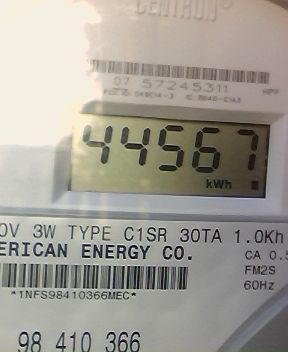 CENTRON
07 57245311
44567
kWh
0V 3W TYPE C1SR 30TA 1.0Kh
ERICAN ENERGY CO.
CA 0.5
FM2S
60Hz
*1NFS98410366MEC*
98 410 366